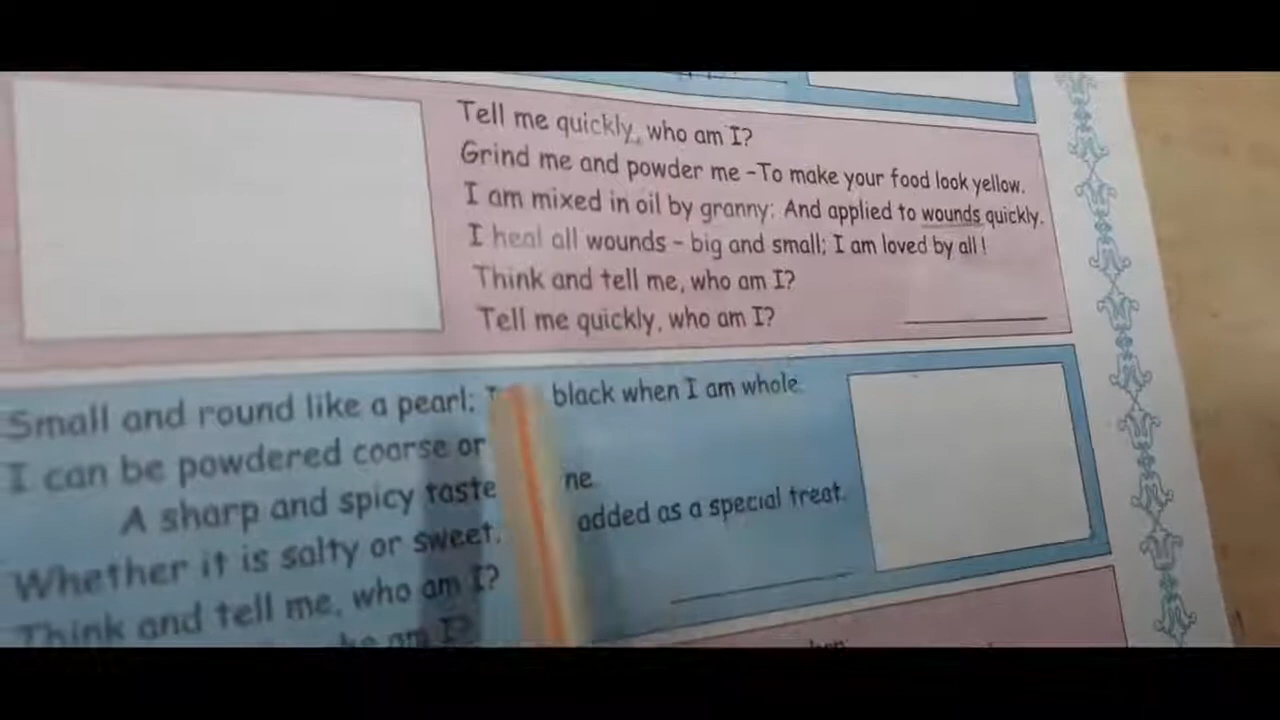 Tell me quickly, who am I?
Grind me and powder me -To make your food look yellow.
I am mixed in oil by granny; And applied to wounds quickly.
I heal all wounds - big and small; I am loved by all!
Think and tell me, who am I?
Tell me quickly, who am I?
Small and round like a pearl; black when I am whole.
I can be powdered coarse or
A sharp and spicy taste
Whether it is salty or sweet. added as a special treat.
Think and tell me, who am I?
am I?